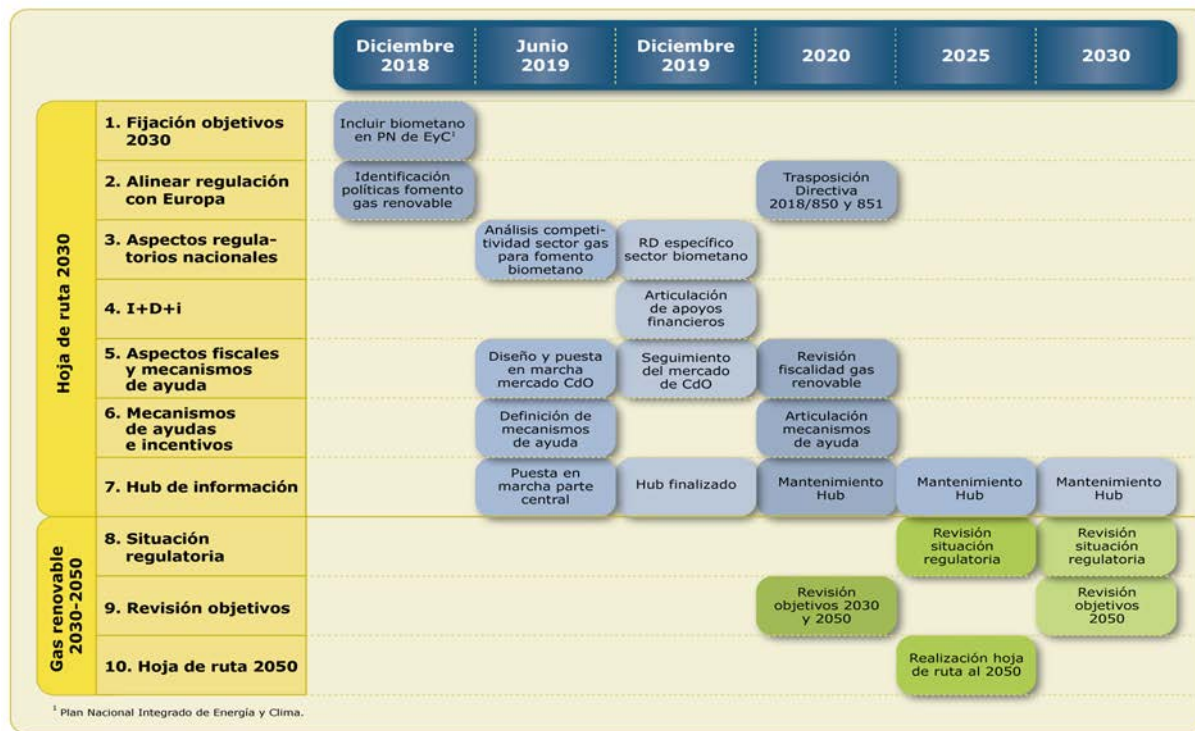 Diciembre
2018
Junio
2019
Diciembre
2019
2020
2025
2030
Hoja de ruta 2030
1. Fijación objetivos
2030
Incluir biometano
en PN de EyC¹
2. Alinear regulación
con Europa
Identificación
políticas fomento
gas renovable
Trasposición
Directiva
2018/850 y 851
3. Aspectos regula-
torios nacionales
Análisis competi-
tividad sector gas
para fomento
biometano
RD específico
sector biometano
4. I+D+i
Articulación
de apoyos
financieros
5. Aspectos fiscales
y mecanismos
de ayuda
Diseño y puesta
en marcha
mercado CdO
Seguimiento
del mercado
de CdO
Revisión
fiscalidad gas
renovable
6. Mecanismos
de ayudas
e incentivos
Definición de
mecanismos
de ayuda
Articulación
mecanismos
de ayuda
7. Hub de información
Puesta en
marcha parte
central
Hub finalizado
Mantenimiento
Hub
Mantenimiento
Hub
Mantenimiento
Hub
Gas renovable
2030-2050
8. Situación
regulatoria
Revisión
situación
regulatoria
Revisión
situación
regulatoria
9. Revisión objetivos
Revisión
objetivos 2030
y 2050
Revisión
objetivos
2050
10. Hoja de ruta 2050
Realización hoja
de ruta al 2050
¹ Plan Nacional Integrado de Energía y Clima.